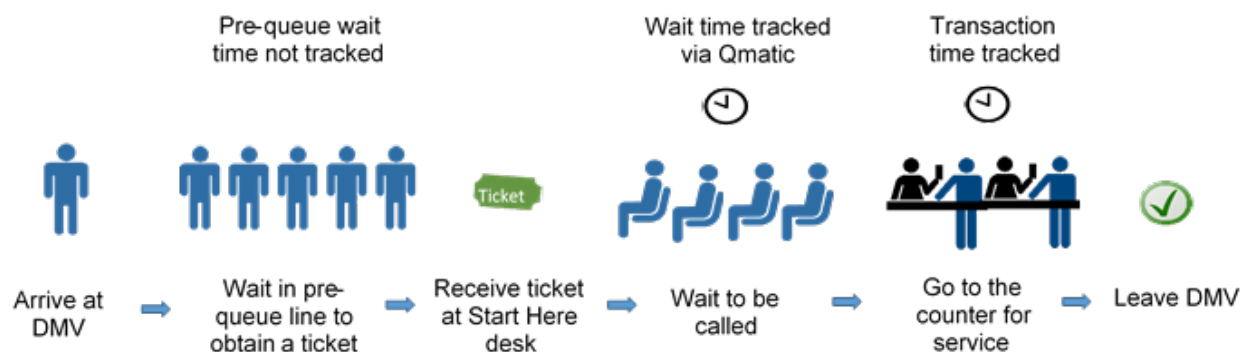 Pre-queue wait
time not tracked
Wait time tracked
via Qmatic
Transaction
time tracked
Ticket
Arrive at
DMV
Wait in pre-
queue line to
obtain a ticket
Receive ticket
at Start Here
desk
Wait to be
called
Go to the
counter for
service
Leave DMV